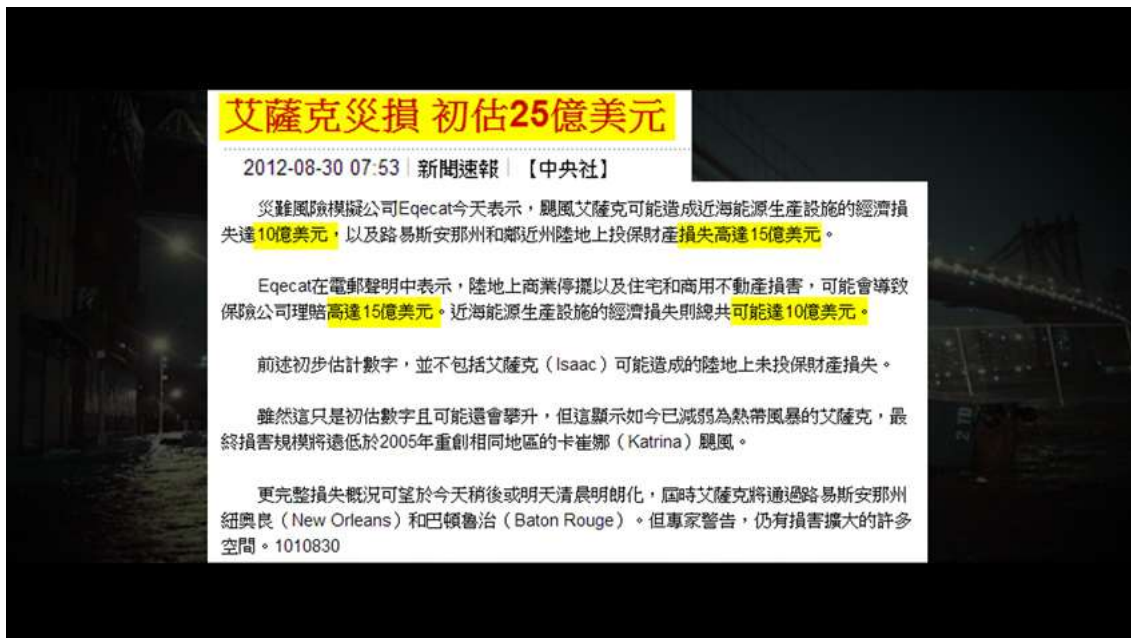 艾薩克災損 初估25億美元
2012-08-30 07:53 | 新聞速報 | 【中央社】
災難風險模擬公司Eqecat今天表示，颶風艾薩克可能造成近海能源生產設施的經濟損
失達10億美元，以及路易斯安那州和鄰近州陸地上投保財產損失高達15億美元。
Eqecat在電郵聲明中表示，陸地上商業停擺以及住宅和商用不動產損害，可能會導致
保險公司理賠高達15億美元。近海能源生產設施的經濟損失則總共可能達10億美元。
前述初步估計數字，並不包括艾薩克（Isaac）可能造成的陸地上未投保財產損失。
雖然這只是初估數字且可能還會攀升，但這顯示如今已減弱為熱帶風暴的艾薩克，最
終損害規模將遠低於2005年重創相同地區的卡崔娜（Katrina）颶風。
更完整損失概況可望於今天稍後或明天清晨明朗化，屆時艾薩克將通過路易斯安那州
紐奧良（New Orleans）和巴頓魯治（Baton Rouge）。但專家警告，仍有損害擴大的許多
空間。1010830